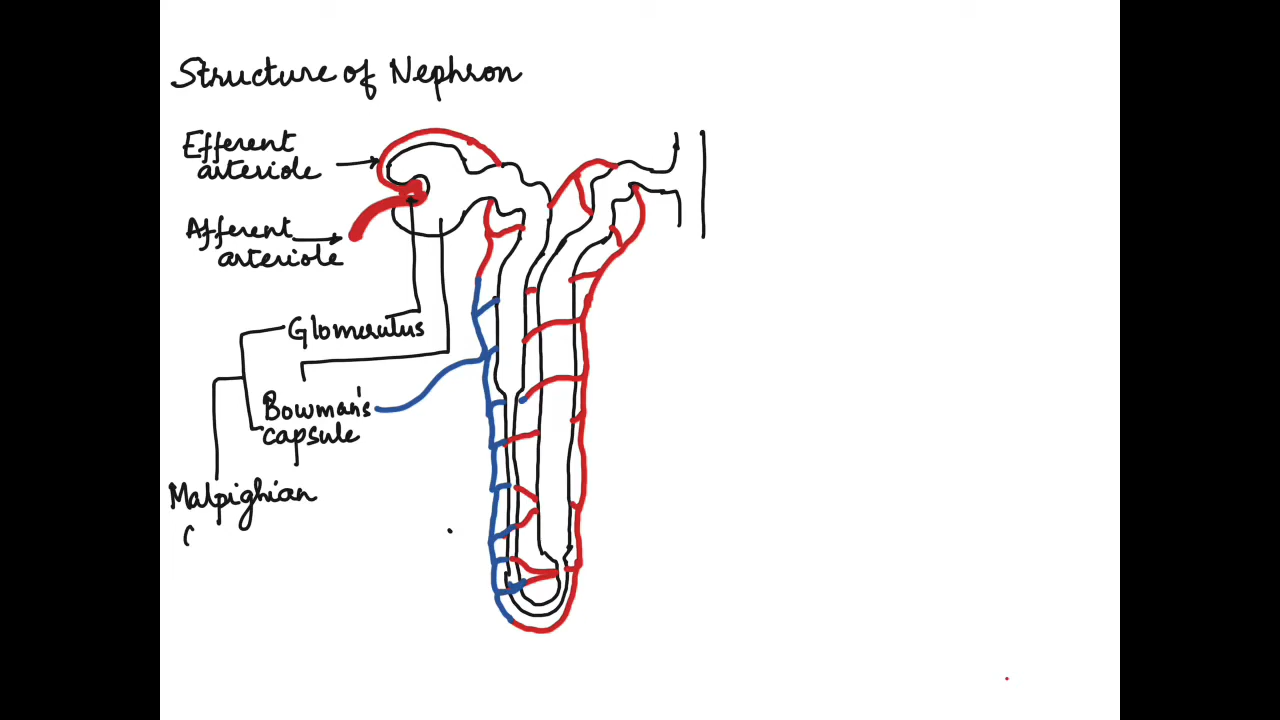 Structure of Nephron
Efferent
arteriole
Afferent
arteriole
Glomerulus
Bowman's
capsule
Malpighian
(